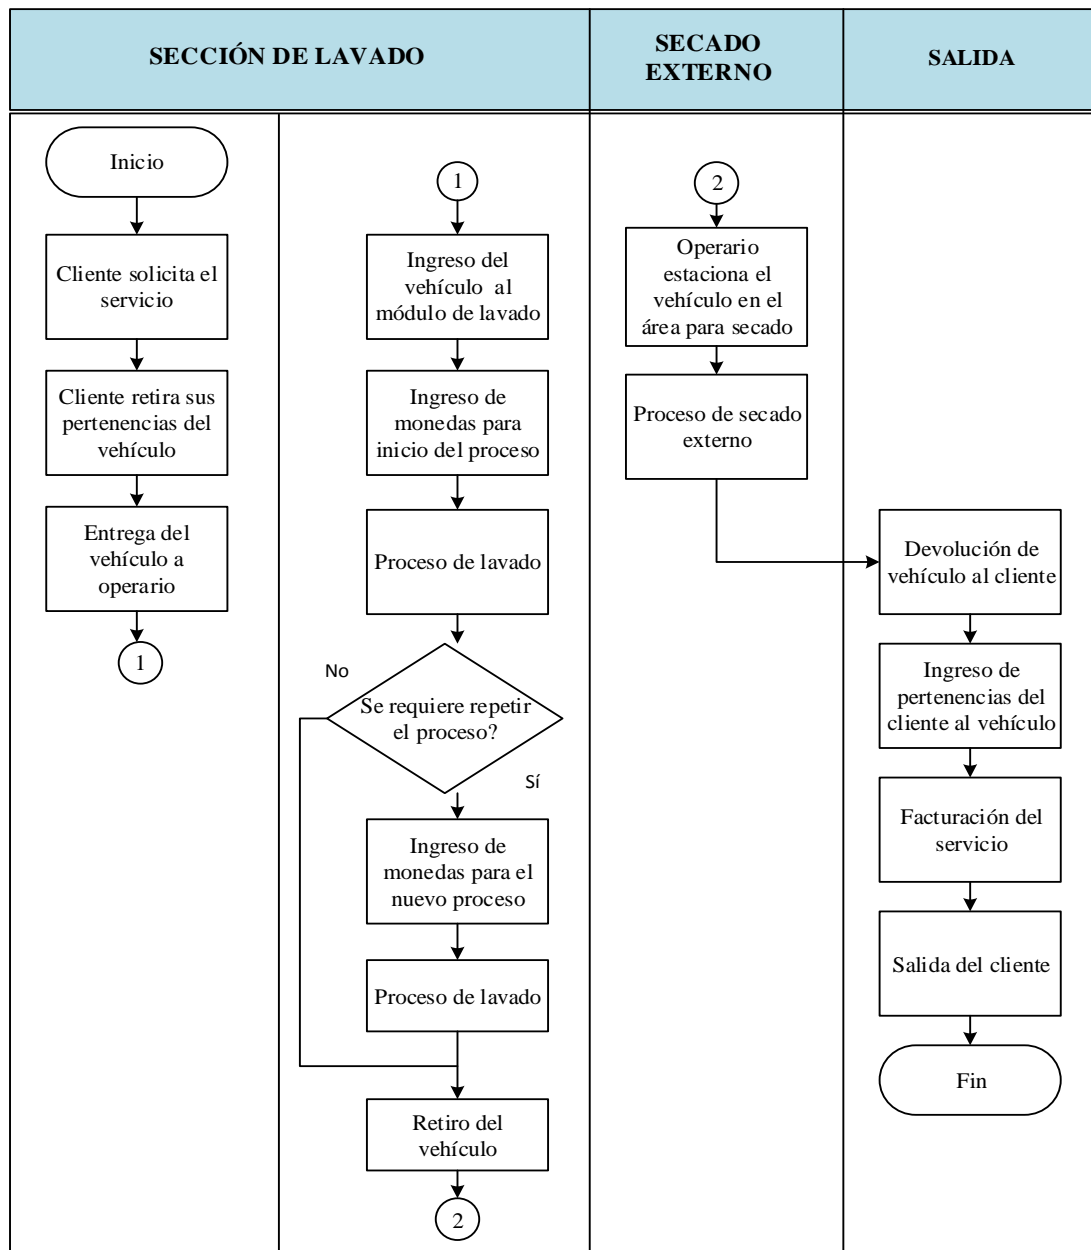 SECCIÓN DE LAVADO
SECADO
EXTERNO
SALIDA
Inicio
Cliente solicita el
servicio
Cliente retira sus
pertenencias del
vehículo
Entrega del
vehículo a
operario
1
1
Ingreso del
vehículo al
módulo de lavado
Ingreso de
monedas para
inicio del proceso
Proceso de lavado
No
Se requiere repetir
el proceso?
Sí
Ingreso de
monedas para el
nuevo proceso
Proceso de lavado
Retiro del
vehículo
2
2
Operario
estaciona el
vehículo en el
área para secado
Proceso de secado
externo
Devolución de
vehículo al cliente
Ingreso de
pertenencias del
cliente al vehículo
Facturación del
servicio
Salida del cliente
Fin